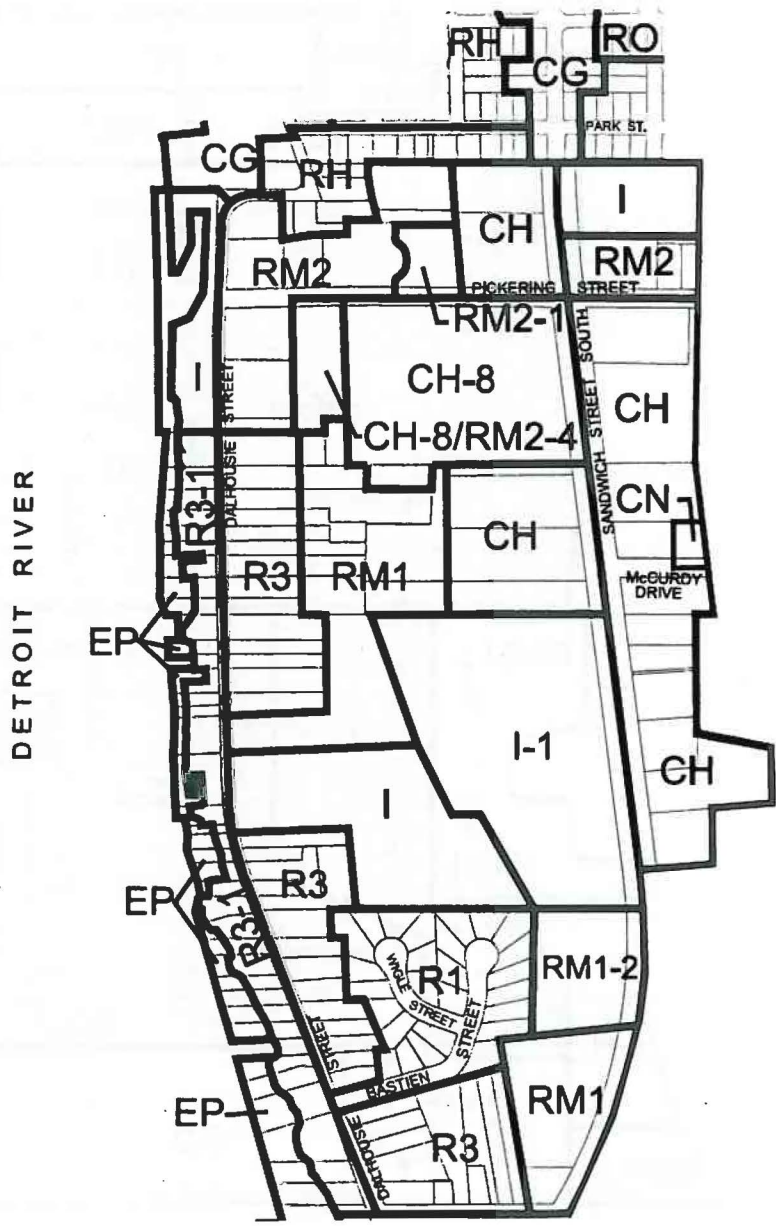 RH
RO
CG
PARK ST.
CG
RH
CH
I
RM2
RM2
PICKERING STREET
RM2-1
I
DALHOUSIE STREET
CH-8
SANDWICH STREET SOUTH
CH
CH-8/RM2-4
DETROIT RIVER
R3-1
CN
R3
RM1
CH
McCURDY
DRIVE
EP
I-1
CH
I
R3
EP
R3-1
R1
WIGLE
STREET
STREET
RM1-2
STREET
BASTIEN
EP
RM1
DALHOUSE
R3